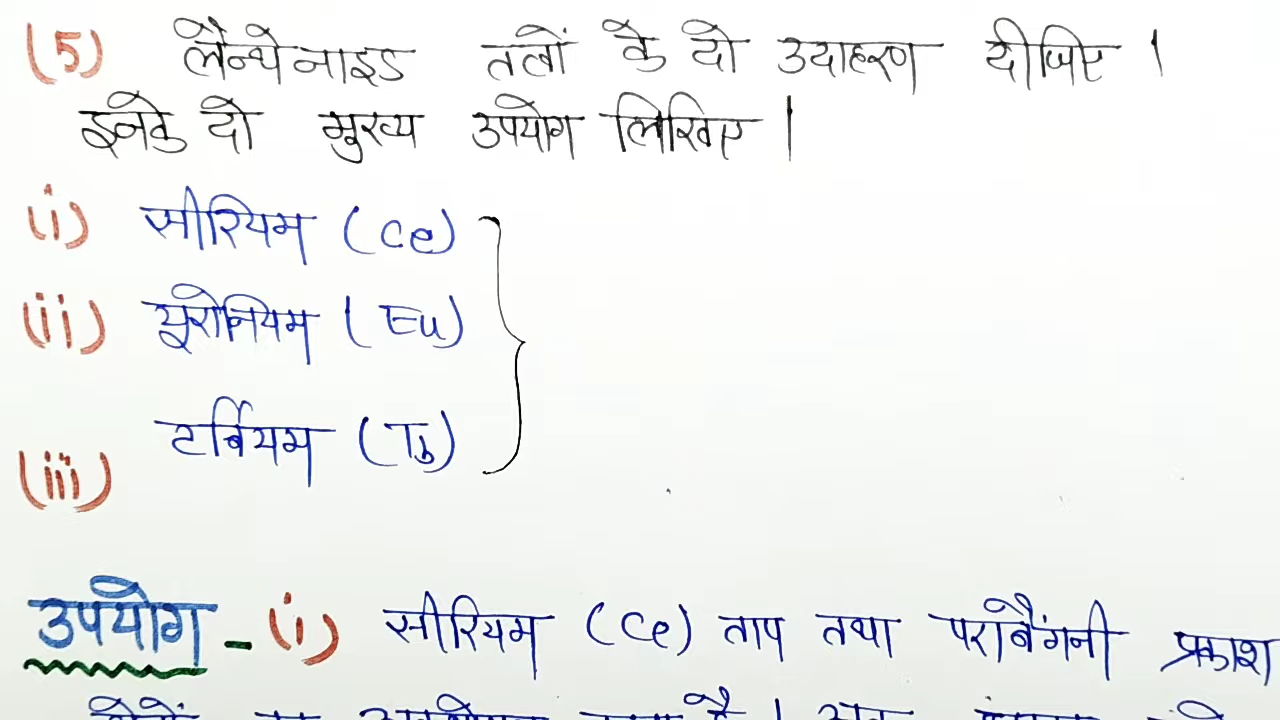 (5) लैन्थेनाइड तत्वों के दो उदाहरण दीजिए ।
इनके दो मुख्य उपयोग लिखिए ।
(i) सीरियम (Ce)
(ii) यूरोनियम (Eu)
(iii) टर्बियम (Tb)
उपयोग - (i) सीरियम (Ce) ताप तथा पराबैंगनी प्रकाश